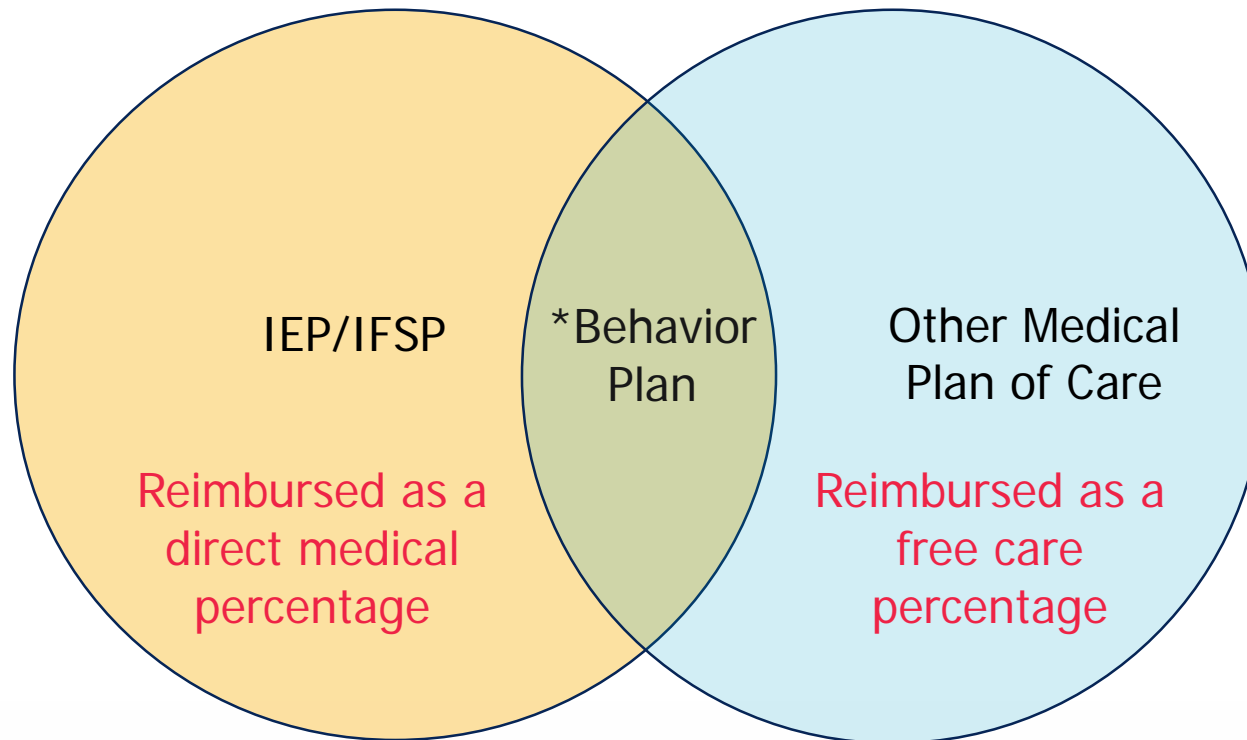 IEP/IFSP
Reimbursed as a
direct medical
percentage
*Behavior
Plan
Other Medical
Plan of Care
Reimbursed as a
free care
percentage